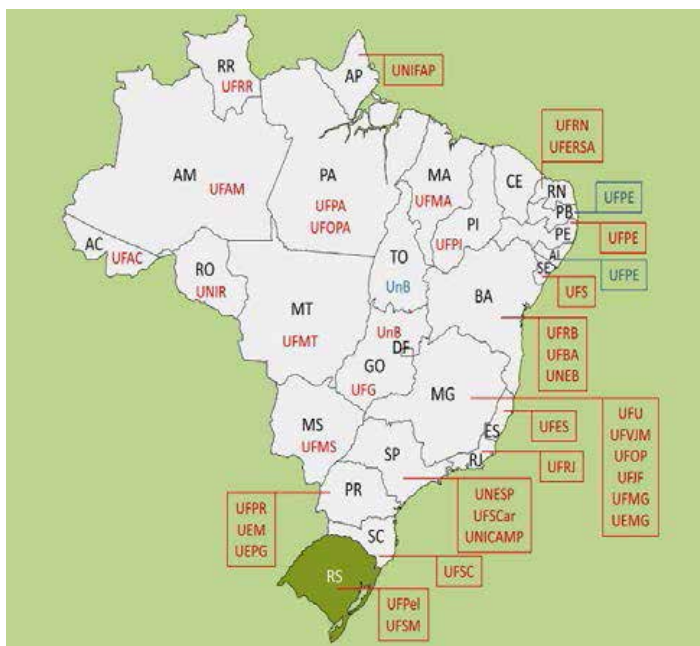 RR
UFRR
AP
UNIFAP
AM
UFAM
PA
UFPA
UFOPA
MA
UFMA
CE
UFRN
UFERSA
RN
PB
UFPE
PI
UFPI
PE
UFPE
AL
UFPE
SE
UFS
AC
UFAC
RO
UNIR
TO
UnB
BA
UFRB
UFBA
UNEB
MT
UFMT
UnB
DF
GO
UFG
MG
UFU
UFVJM
UFOP
UFJF
UFMG
UEMG
ES
UFES
MS
UFMS
SP
UNESP
UFSCar
UNICAMP
RJ
UFRJ
PR
UFPR
UEM
UEPG
SC
UFSC
RS
UFPel
UFSM